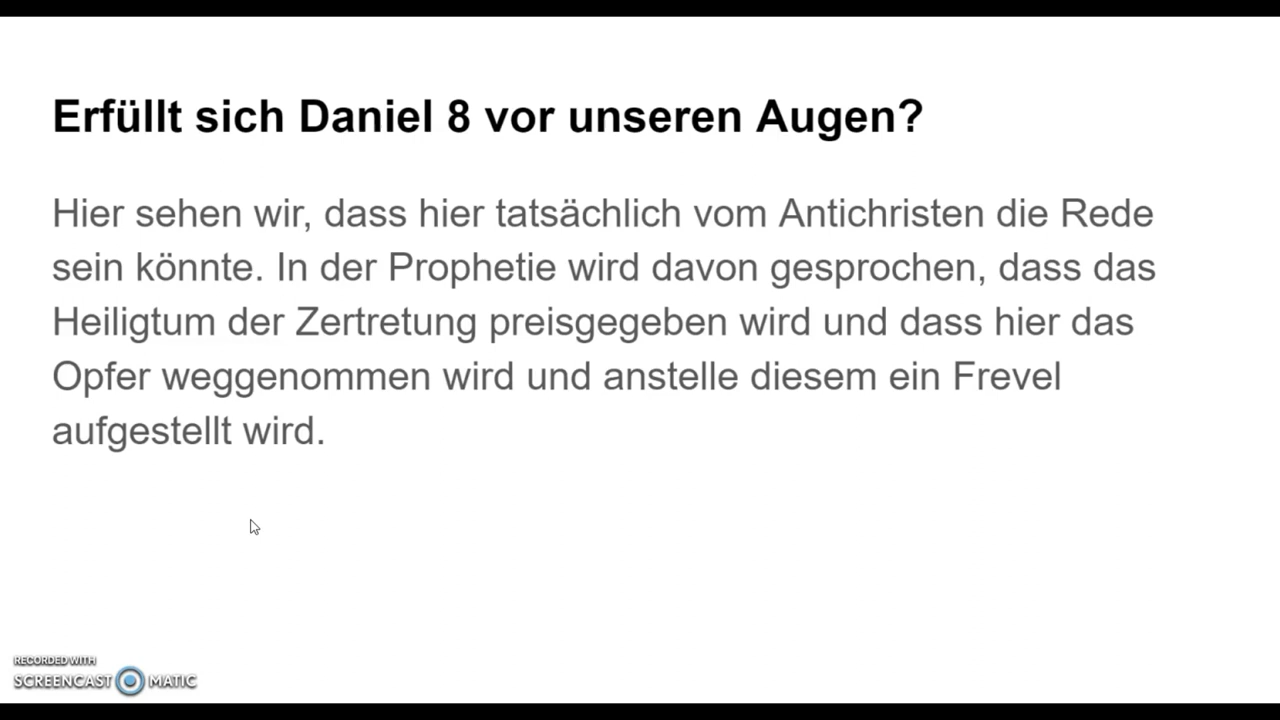 Erfüllt sich Daniel 8 vor unseren Augen?
Hier sehen wir, dass hier tatsächlich vom Antichristen die Rede
sein könnte. In der Prophetie wird davon gesprochen, dass das
Heiligtum der Zertretung preisgegeben wird und dass hier das
Opfer weggenommen wird und anstelle diesem ein Frevel
aufgestellt wird.
RECORDED WITH
SCREENCAST MATIC